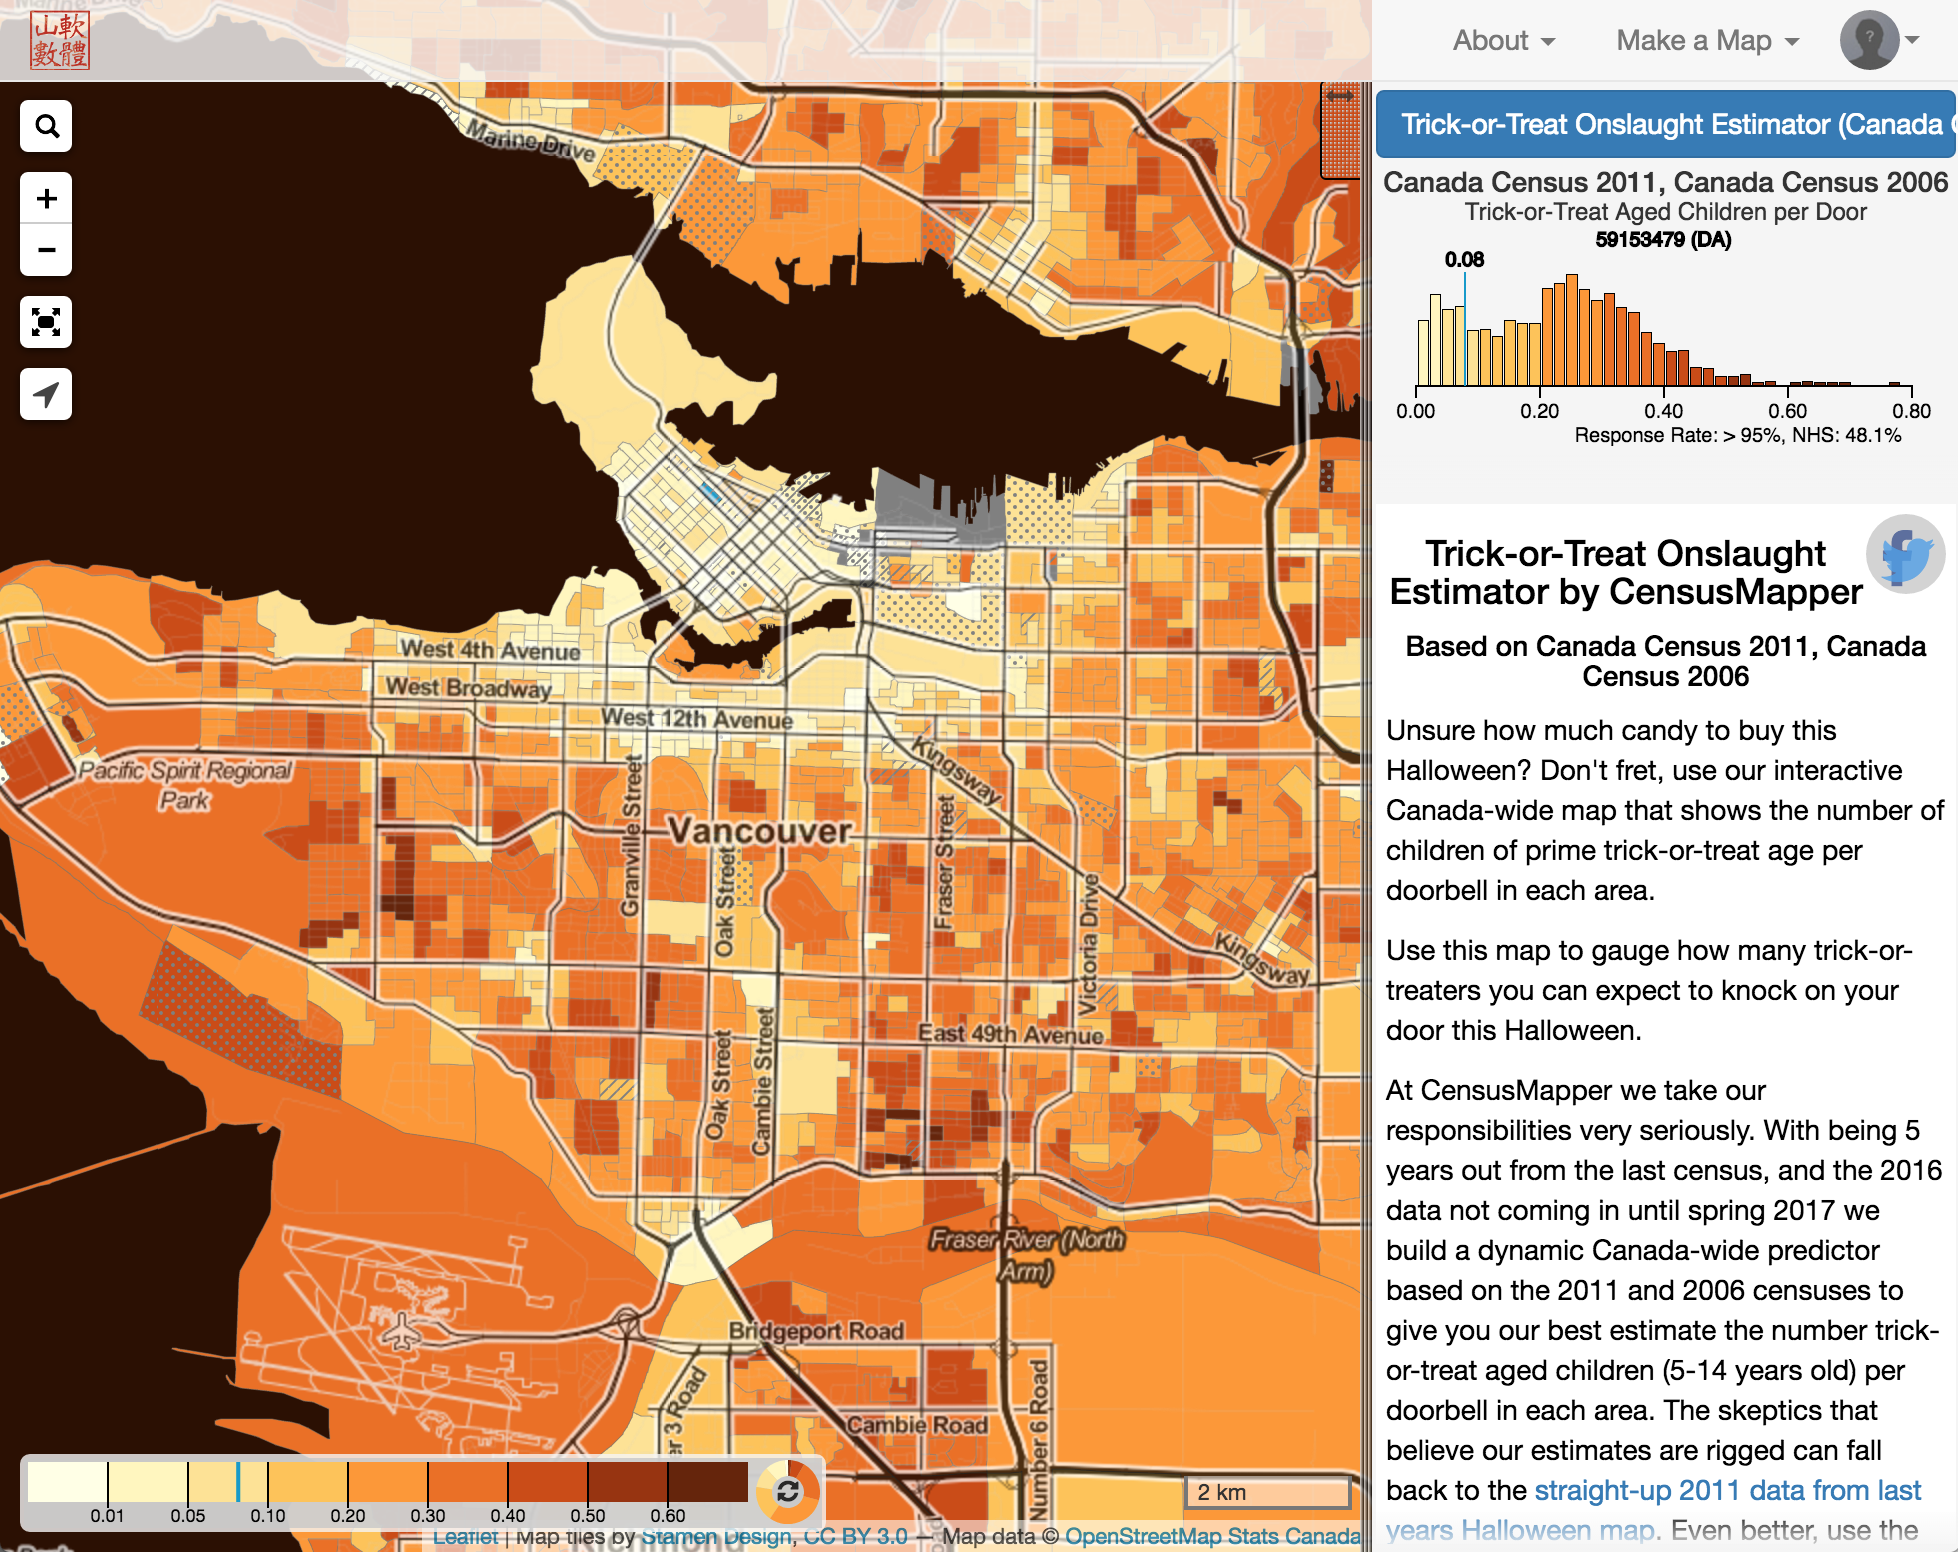 山軟
數體
About
Make a Map
Trick-or-Treat Onslaught Estimator (Canada
Canada Census 2011, Canada Census 2006
Trick-or-Treat Aged Children per Door
59153479 (DA)
0.08
0.00 0.20 0.40 0.60 0.80
Response Rate: > 95%, NHS: 48.1%
Trick-or-Treat Onslaught
Estimator by CensusMapper
Based on Canada Census 2011, Canada
Census 2006
Unsure how much candy to buy this
Halloween? Don't fret, use our interactive
Canada-wide map that shows the number of
children of prime trick-or-treat age per
doorbell in each area.
Use this map to gauge how many trick-or-
treaters you can expect to knock on your
door this Halloween.
At CensusMapper we take our
responsibilities very seriously. With being 5
years out from the last census, and the 2016
data not coming in until spring 2017 we
build a dynamic Canada-wide predictor
based on the 2011 and 2006 censuses to
give you our best estimate the number trick-
or-treat aged children (5-14 years old) per
doorbell in each area. The skeptics that
believe our estimates are rigged can fall
back to the straight-up 2011 data from last
years Halloween map. Even better, use the
Marine Drive
West 4th Avenue
West Broadway
West 12th Avenue
Pacific Spirit Regional
Park
Kingsway
Granville Street
Vancouver
Oak Street
Fraser Street
Victoria Drive
Kingsway
East 49th Avenue
Oak Street
Cambie Street
Fraser River (North
Arm)
Bridgeport Road
3 Road
Cambie Road
Number 6 Road
0.01 0.05 0.10 0.20 0.30 0.40 0.50 0.60
2 km
Leaflet | Map tiles by Stamen Design, CC BY 3.0 — Map data © OpenStreetMap Stats Canada